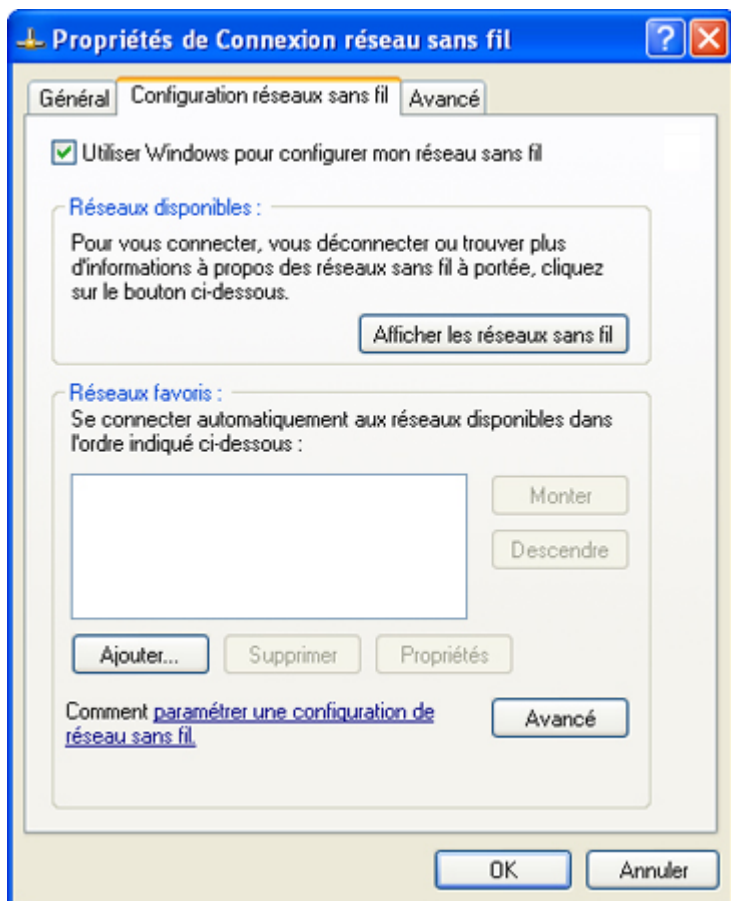 Propriétés de Connexion réseau sans fil
Général Configuration réseaux sans fil Avancé
Utiliser Windows pour configurer mon réseau sans fil
Réseaux disponibles :
Pour vous connecter, vous déconnecter ou trouver plus
d'informations à propos des réseaux sans fil à portée, cliquez
sur le bouton ci-dessous.
Afficher les réseaux sans fil
Réseaux favoris :
Se connecter automatiquement aux réseaux disponibles dans
l'ordre indiqué ci-dessous :
Monter
Descendre
Ajouter... Supprimer Propriétés
Comment paramétrer une configuration de
réseau sans fil.
Avancé
OK Annuler